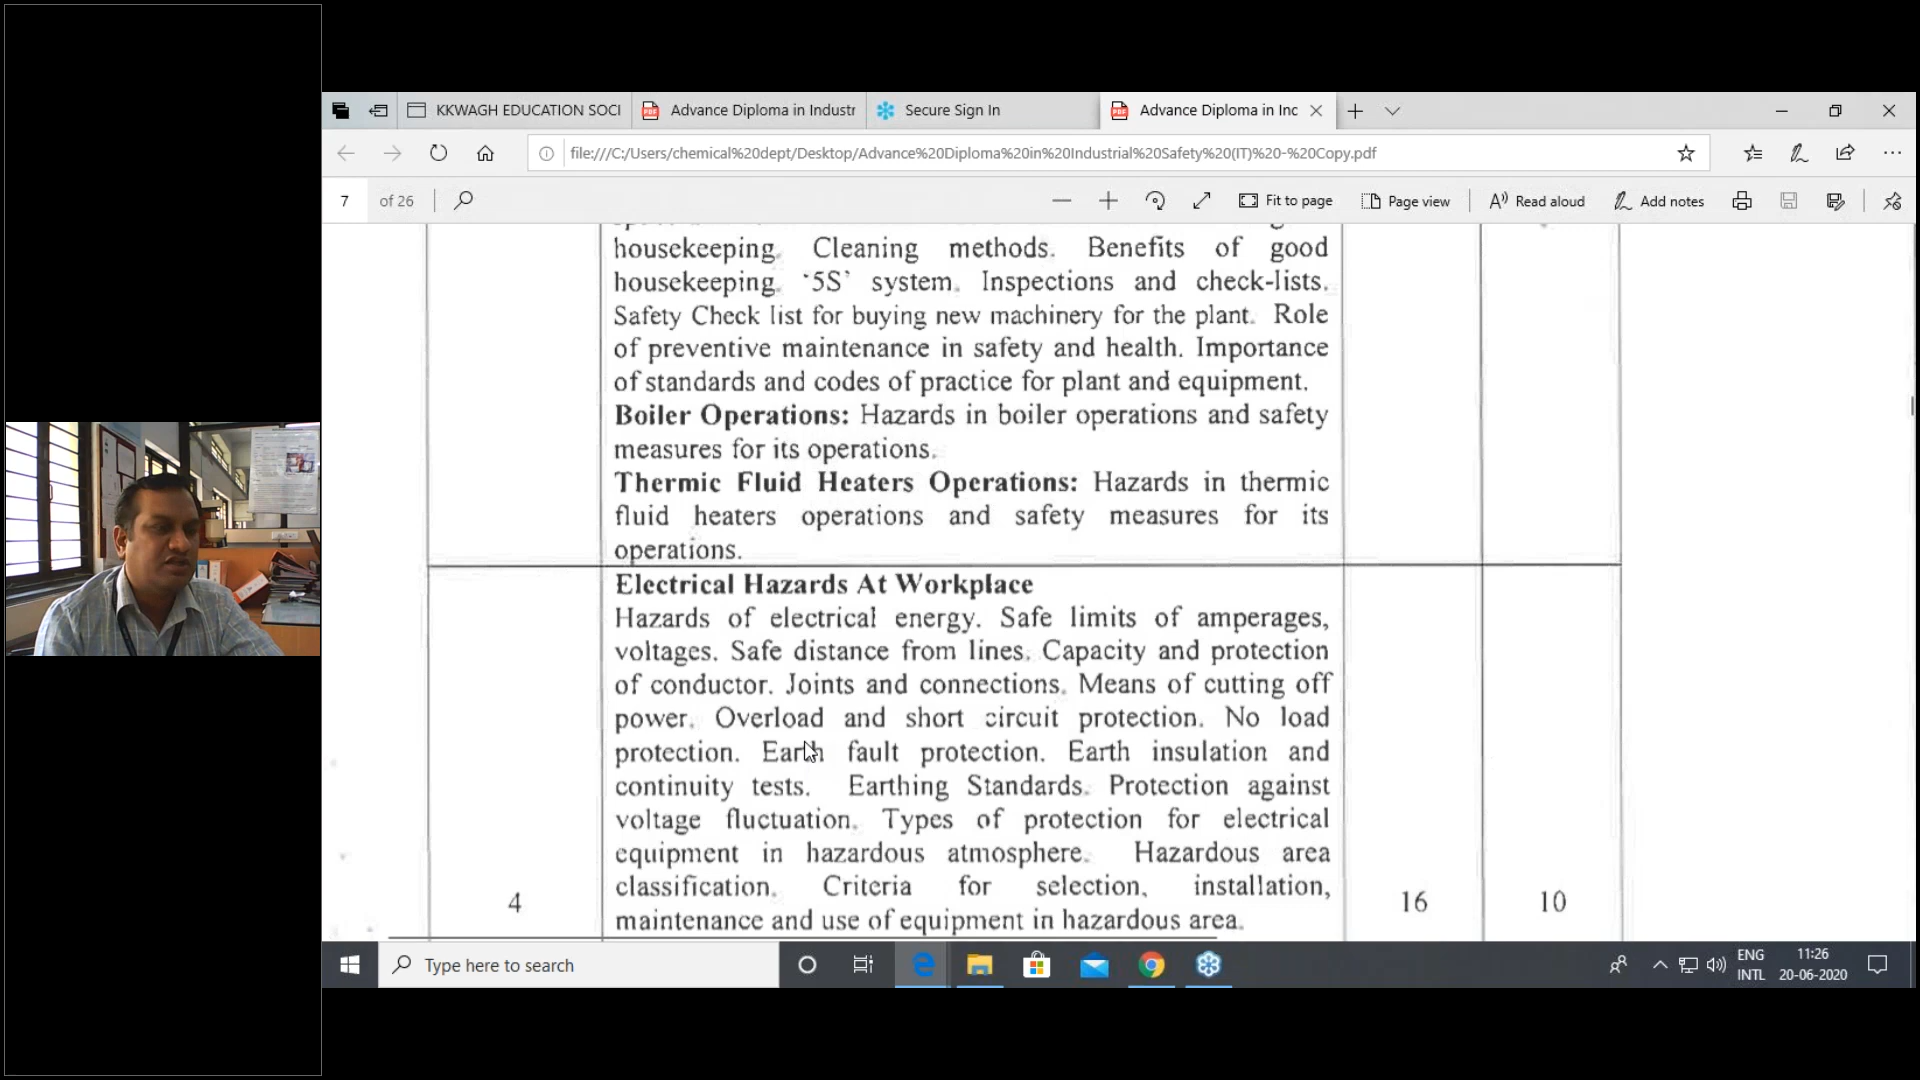 KKWAGH EDUCATION SOCI
Advance Diploma in Industr
Secure Sign In
Advance Diploma in Inc
file:///C:/Users/chemical%20dept/Desktop/Advance%20Diploma%20in%20Industrial%20Safety%20(IT)%20-%20Copy.pdf
7 of 26
Fit to page
Page view
Read aloud
Add notes
housekeeping. Cleaning methods. Benefits of good
housekeeping. ‘5S’ system. Inspections and check-lists.
Safety Check list for buying new machinery for the plant. Role
of preventive maintenance in safety and health. Importance
of standards and codes of practice for plant and equipment.
Boiler Operations: Hazards in boiler operations and safety
measures for its operations.
Thermic Fluid Heaters Operations: Hazards in thermic
fluid heaters operations and safety measures for its
operations.
Electrical Hazards At Workplace
Hazards of electrical energy. Safe limits of amperages,
voltages. Safe distance from lines. Capacity and protection
of conductor. Joints and connections. Means of cutting off
power. Overload and short circuit protection. No load
protection. Earth fault protection. Earth insulation and
continuity tests. Earthing Standards. Protection against
voltage fluctuation. Types of protection for electrical
equipment in hazardous atmosphere. Hazardous area
classification. Criteria for selection, installation,
maintenance and use of equipment in hazardous area.
4
16
10
Type here to search
ENG
INTL
11:26
20-06-2020